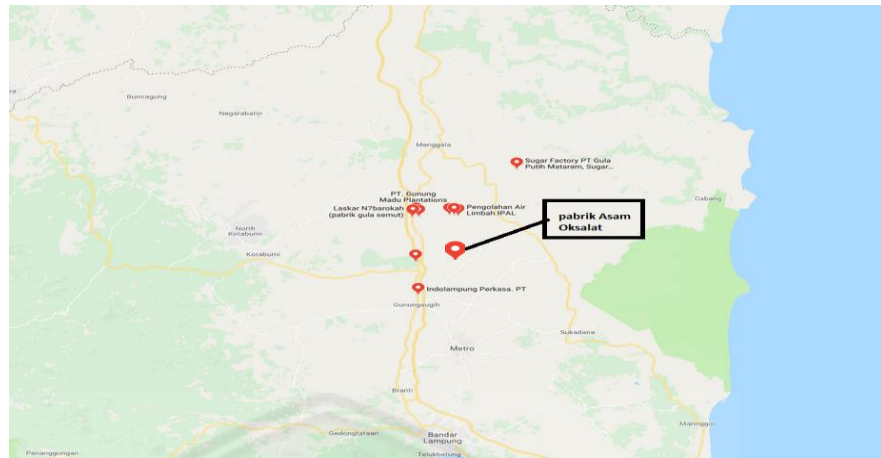 Bumiagung
Negarabatin
Menggala
Sugar Factory PT Gula
Putih Mataram, Sugar...
PT. Gunung
Madu Plantations
Laskar N7barokah
(pabrik gula semut)
Pengolahan Air
Limbah IPAL
Cabang
pabrik Asam
Oksalat
North
Kotabumi
Kotabumi
Indolampung Perkasa. PT
Gunungsugih
Sukadana
Metro
Branti
Maringgai
Gedongtataan
Bandar
Lampung
Telukbetung
Penanggungan